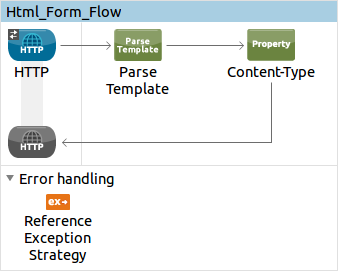 Html_Form_Flow
HTTP
Parse
Template
Property
HTTP
Parse
Template
Content-Type
HTTP
Error handling
ex
Reference
Exception
Strategy